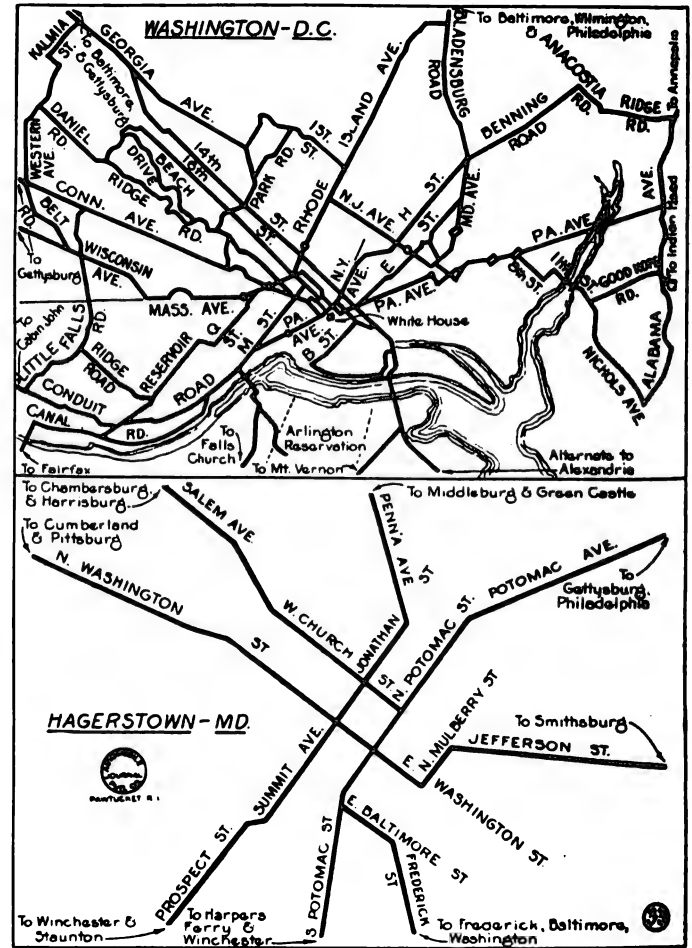 WASHINGTON-D.C.
To Baltimore, Wilmington,
& Philadelphia
KALMIA ST.
To Baltimore,
& Gettysburg
GEORGIA AVE.
BLADENSBURG ROAD
ANACOSTIA RD.
RIDGE RD.
To Annapolis
WESTERN AVE.
DANIEL RD.
RIDGE RD.
BEACH DRIVE
14th ST.
16th ST.
PARK RD.
1ST. ST.
RHODE ISLAND AVE.
BENNING ROAD
N.J. AVE
H ST.
E ST.
MD. AVE.
CONN. AVE.
BELT RD.
To
Gettysburg
WISCONSIN AVE.
N.Y. AVE.
PA. AVE.
PA. AVE.
PA. AVE.
8th ST.
GOOD HOPE RD.
To Indian Head
MASS. AVE.
Q ST.
M ST.
B ST.
White House
To
Cabin John
LITTLE FALLS RD.
RIDGE ROAD
RESERVOIR ROAD
CONDUIT
CANAL RD.
NICHOLS AVE
ALABAMA AVE.
To
Falls
Church
Arlington
Reservation
To Mt. Vernon
To Fairfax
Alternate to
Alexandria
To Chambersburg,
& Harrisburg
SALEM AVE.
To Middleburg & Green Castle
To Cumberland
& Pittsburg
PENN'A AVE
N. WASHINGTON ST
W. CHURCH ST.
JONATHAN ST
N. POTOMAC ST.
POTOMAC AVE.
To
Gettysburg,
Philadelphia
HAGERSTOWN-MD.
N. MULBERRY ST
To Smithsburg
JEFFERSON ST.
E. WASHINGTON ST.
AUTOMOBILE
JOURNAL
PAWTUCKET R.I.
SUMMIT AVE.
PROSPECT ST.
E. BALTIMORE ST
S POTOMAC ST
FREDERICK ST
To Winchester &
Staunton
To Harpers
Ferry &
Winchester
To Frederick, Baltimore,
Washington